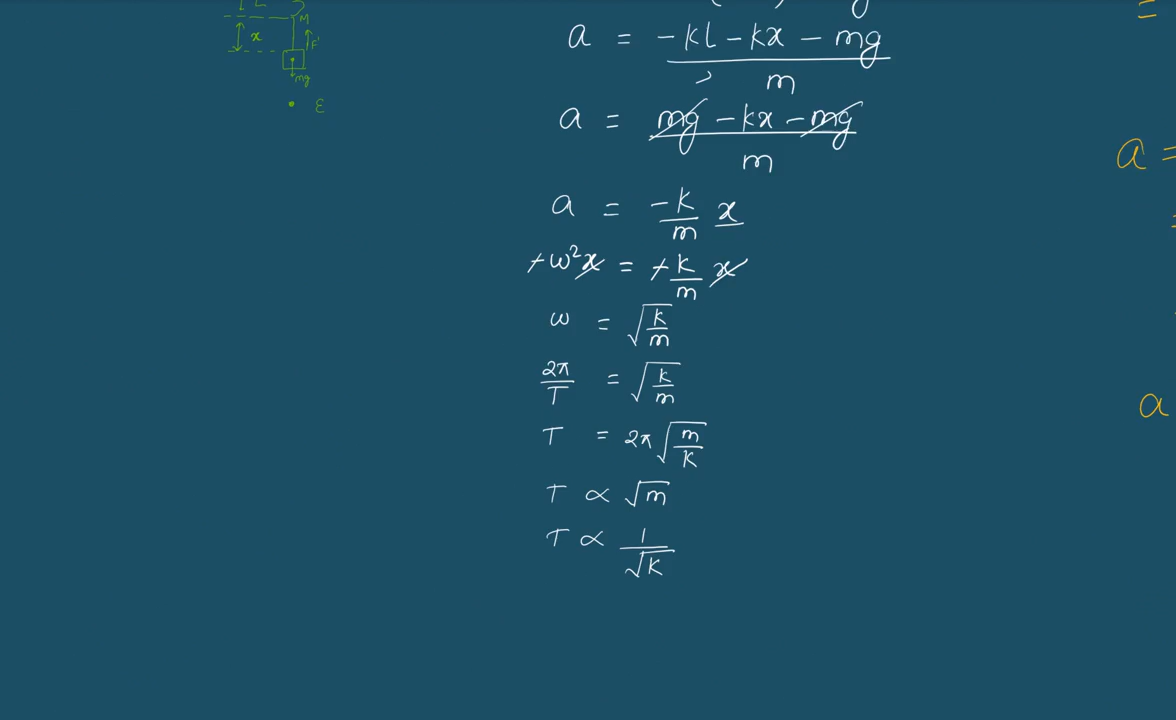 L
M
x
F'
mg
E
a = (-kl - kx - mg)/m
a = (mg - kx - mg)/m
a = -k/m x
+ω²x = +k/m x
ω = √(k/m)
2π/T = √(k/m)
T = 2π √(m/k)
T ∝ √m
T ∝ 1/√k
=
a =
a